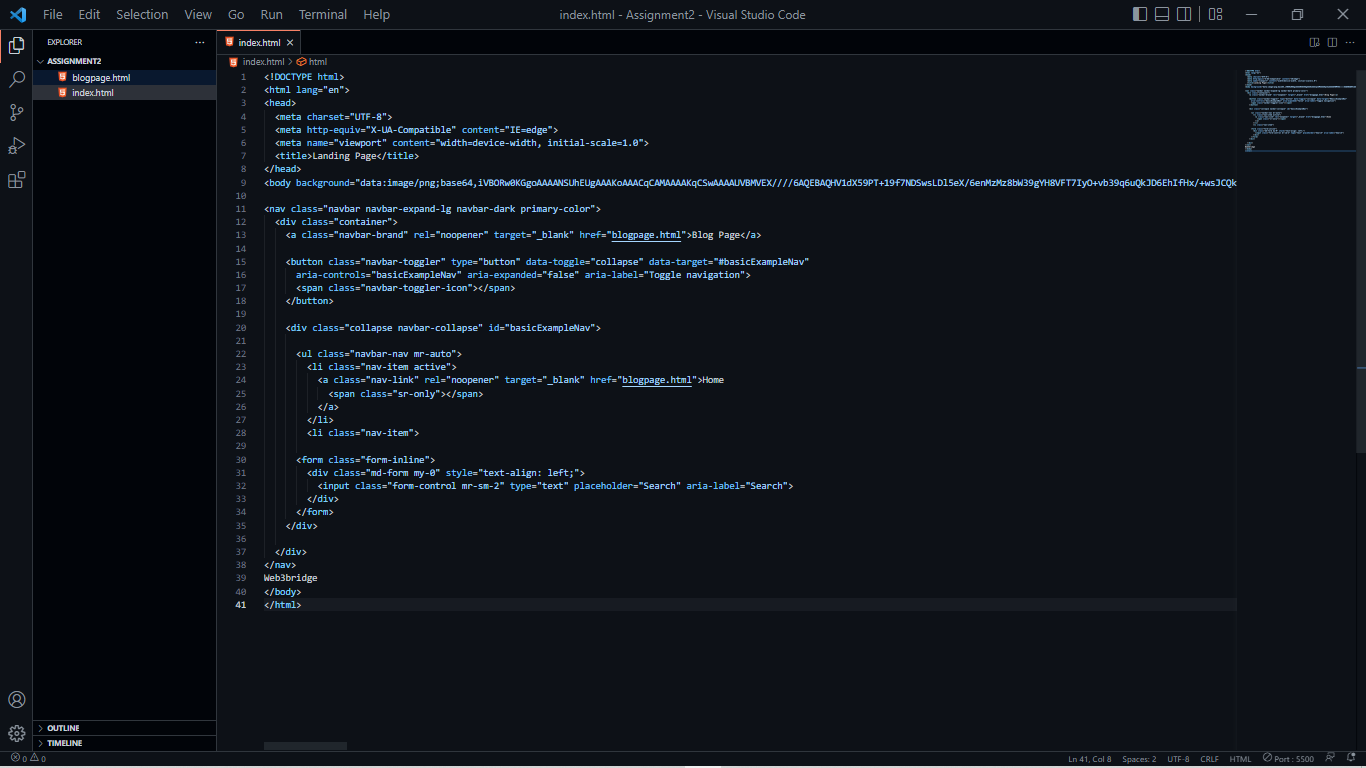 File Edit Selection View Go Run Terminal Help
index.html - Assignment2 - Visual Studio Code
EXPLORER
ASSIGNMENT2
blogpage.html
index.html
index.html
index.html > html
1 <!DOCTYPE html>
2 <html lang="en">
3 <head>
4 <meta charset="UTF-8">
5 <meta http-equiv="X-UA-Compatible" content="IE=edge">
6 <meta name="viewport" content="width=device-width, initial-scale=1.0">
7 <title>Landing Page</title>
8 </head>
9 <body background="data:image/png;base64,iVBORw0KGgoAAAANSUhEUgAAAKoAAACqCAMAAAAKqCSwAAAAUVBMVEX////6AQEBAQHV1dX59PT+19f7NDSwsLDl5eX/6enMzMz8bW39gYH8VFT7IyO+vb39q6uQkJD6EhIfHx/+wsJCQk
10
11 <nav class="navbar navbar-expand-lg navbar-dark primary-color">
12 <div class="container">
13 <a class="navbar-brand" rel="noopener" target="_blank" href="blogpage.html">Blog Page</a>
14
15 <button class="navbar-toggler" type="button" data-toggle="collapse" data-target="#basicExampleNav"
16 aria-controls="basicExampleNav" aria-expanded="false" aria-label="Toggle navigation">
17 <span class="navbar-toggler-icon"></span>
18 </button>
19
20 <div class="collapse navbar-collapse" id="basicExampleNav">
21
22 <ul class="navbar-nav mr-auto">
23 <li class="nav-item active">
24 <a class="nav-link" rel="noopener" target="_blank" href="blogpage.html">Home
25 <span class="sr-only"></span>
26 </a>
27 </li>
28 <li class="nav-item">
29
30 <form class="form-inline">
31 <div class="md-form my-0" style="text-align: left;">
32 <input class="form-control mr-sm-2" type="text" placeholder="Search" aria-label="Search">
33 </div>
34 </form>
35 </div>
36
37 </div>
38 </nav>
39 Web3bridge
40 </body>
41 </html>
OUTLINE
TIMELINE
0 0
Ln 41, Col 8 Spaces: 2 UTF-8 CRLF HTML Port : 5500